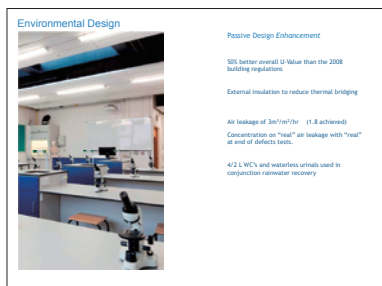 Environmental Design
Passive Design Enhancement
50% better overall U-Value than the 2008
building regulations
External insulation to reduce thermal bridging
Air leakage of 3m³/m²/hr (1.8 achieved)
Concentration on "real" air leakage with "real"
at end of defects tests.
4/2 L WC's and waterless urinals used in
conjunction rainwater recovery